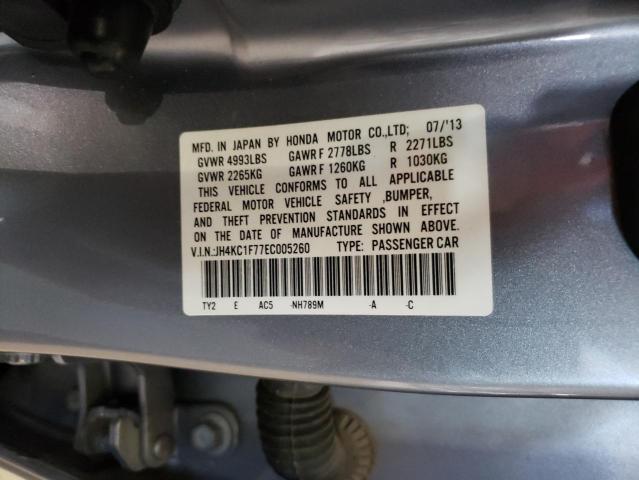 MFD. IN JAPAN BY HONDA MOTOR CO.,LTD; 07/'13
GVWR 4993LBS GAWR F 2778LBS R 2271LBS
GVWR 2265KG GAWR F 1260KG R 1030KG
THIS VEHICLE CONFORMS TO ALL APPLICABLE
FEDERAL MOTOR VEHICLE SAFETY ,BUMPER,
AND THEFT PREVENTION STANDARDS IN EFFECT
ON THE DATE OF MANUFACTURE SHOWN ABOVE.
V.I.N.:JH4KC1F77EC005260 TYPE: PASSENGER CAR
TY2 E AC5 -NH789M -A -C